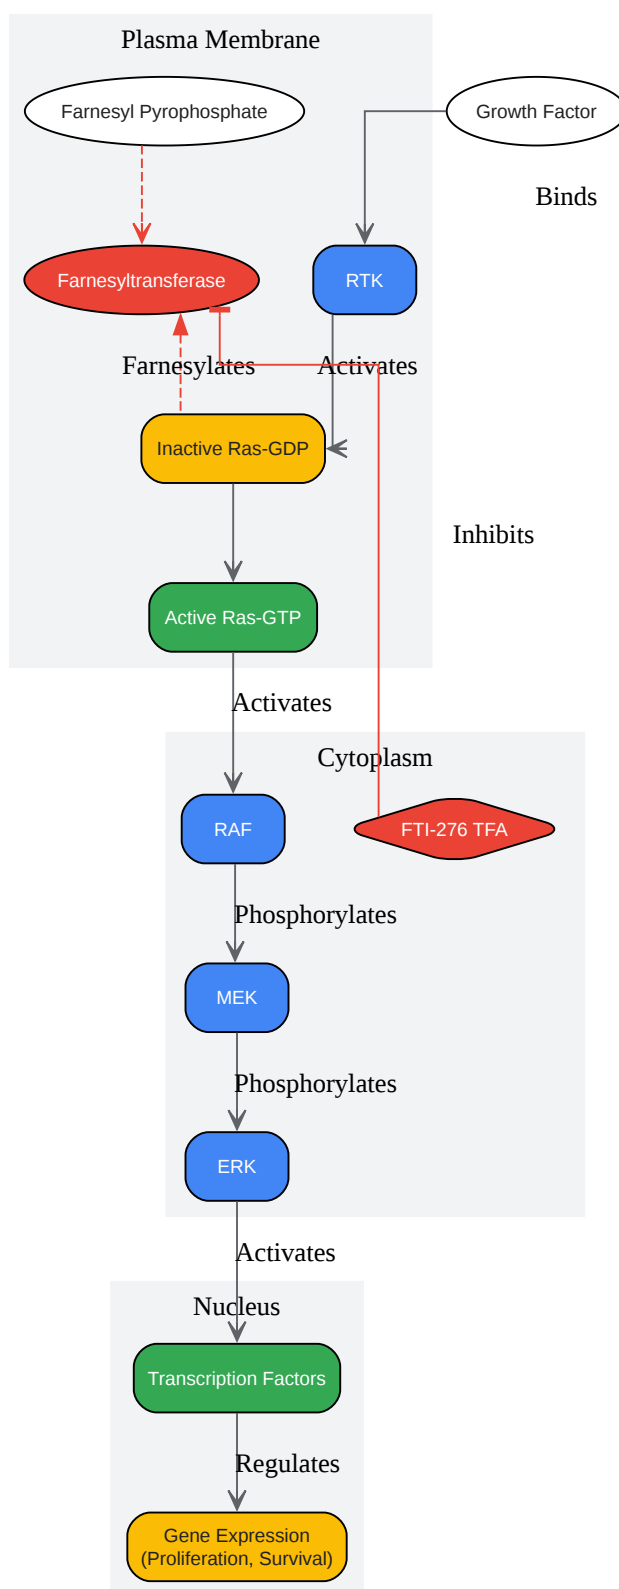 Plasma Membrane
Farnesyl Pyrophosphate
Growth Factor
Binds
Farnesyltransferase
RTK
Farnesylates
Activates
Inactive Ras-GDP
Inhibits
Active Ras-GTP
Activates
Cytoplasm
RAF
FTI-276 TFA
Phosphorylates
MEK
Phosphorylates
ERK
Activates
Nucleus
Transcription Factors
Regulates
Gene Expression
(Proliferation, Survival)